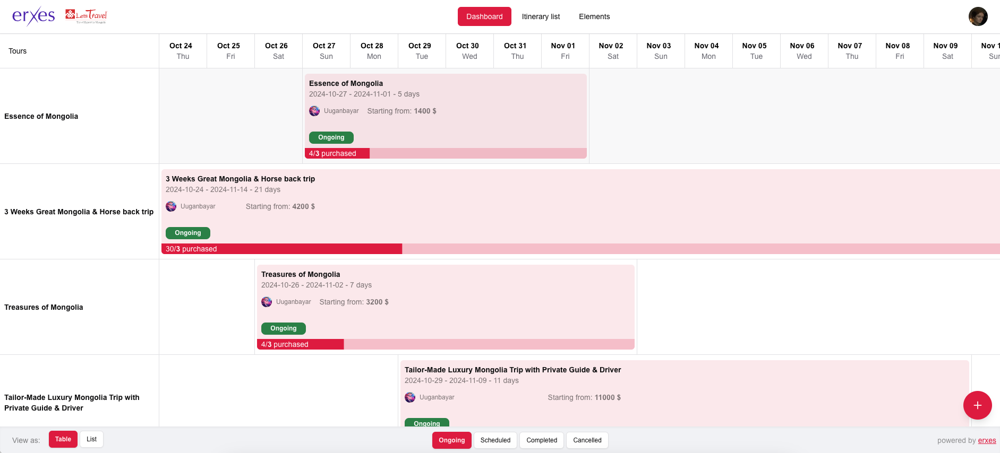 erxes
Let's Travel
Dashboard
Itinerary list
Elements
Tours
Oct 24
Thu
Oct 25
Fri
Oct 26
Sat
Oct 27
Sun
Oct 28
Mon
Oct 29
Tue
Oct 30
Wed
Oct 31
Thu
Nov 01
Fri
Nov 02
Sat
Nov 03
Sun
Nov 04
Mon
Nov 05
Tue
Nov 06
Wed
Nov 07
Thu
Nov 08
Fri
Nov 09
Sat
Nov 1
Sun
Essence of Mongolia
Essence of Mongolia
2024-10-27 - 2024-11-01 - 5 days
Uuganbayar Starting from: 1400 $
Ongoing
4/3 purchased
3 Weeks Great Mongolia & Horse back trip
3 Weeks Great Mongolia & Horse back trip
2024-10-24 - 2024-11-14 - 21 days
Uuganbayar Starting from: 4200 $
Ongoing
30/3 purchased
Treasures of Mongolia
Treasures of Mongolia
2024-10-26 - 2024-11-02 - 7 days
Uuganbayar Starting from: 3200 $
Ongoing
4/3 purchased
Tailor-Made Luxury Mongolia Trip with
Private Guide & Driver
Tailor-Made Luxury Mongolia Trip with Private Guide & Driver
2024-10-29 - 2024-11-09 - 11 days
Uuganbayar Starting from: 11000 $
Ongoing
View as:
Table
List
Ongoing
Scheduled
Completed
Cancelled
powered by erxes